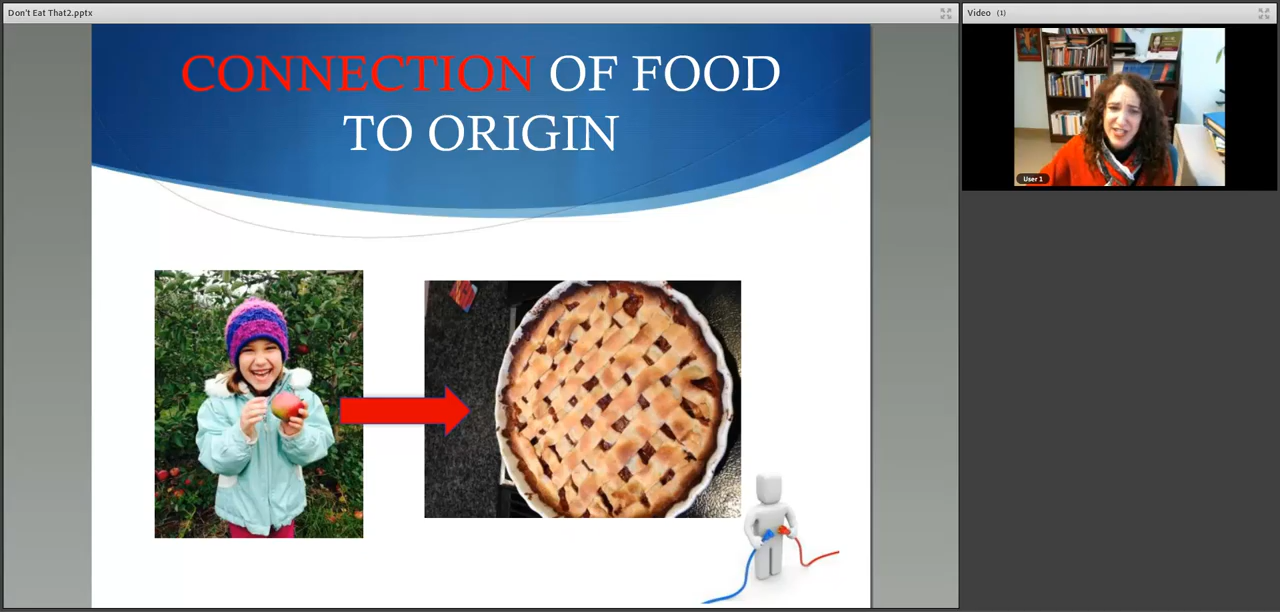 Don't Eat That2.pptx
Video (1)
CONNECTION OF FOOD
TO ORIGIN
User 1